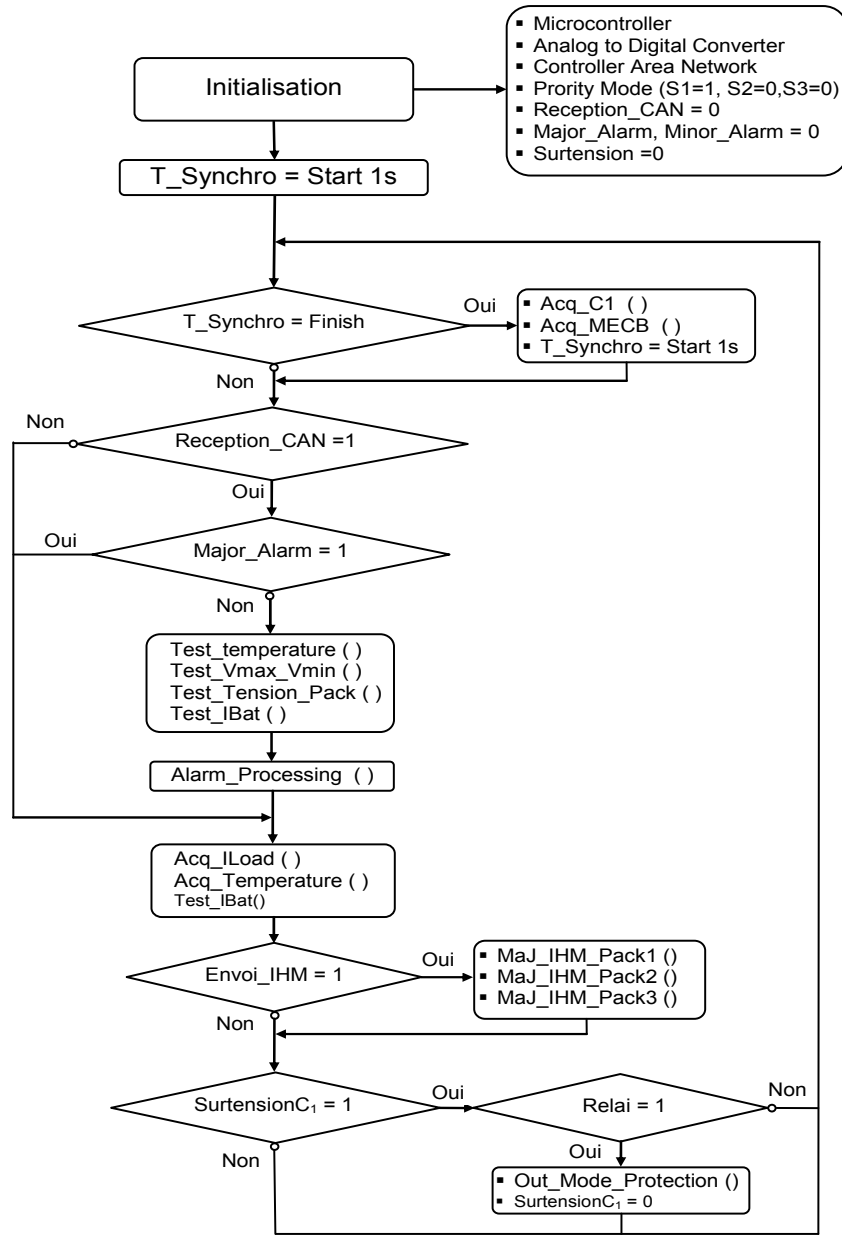 Initialisation
▪ Microcontroller
▪ Analog to Digital Converter
▪ Controller Area Network
▪ Prority Mode (S1=1, S2=0,S3=0)
▪ Reception_CAN = 0
▪ Major_Alarm, Minor_Alarm = 0
▪ Surtension =0
T_Synchro = Start 1s
T_Synchro = Finish
Oui
▪ Acq_C1 ( )
▪ Acq_MECB ( )
▪ T_Synchro = Start 1s
Non
Non
Reception_CAN =1
Oui
Oui
Major_Alarm = 1
Non
Test_temperature ( )
Test_Vmax_Vmin ( )
Test_Tension_Pack ( )
Test_IBat ( )
Alarm_Processing ( )
Acq_ILoad ( )
Acq_Temperature ( )
Test_IBat()
Envoi_IHM = 1
Oui
▪ MaJ_IHM_Pack1 ()
▪ MaJ_IHM_Pack2 ()
▪ MaJ_IHM_Pack3 ()
Non
SurtensionC₁ = 1
Oui
Relai = 1
Non
Non
Oui
▪ Out_Mode_Protection ()
▪ SurtensionC₁ = 0